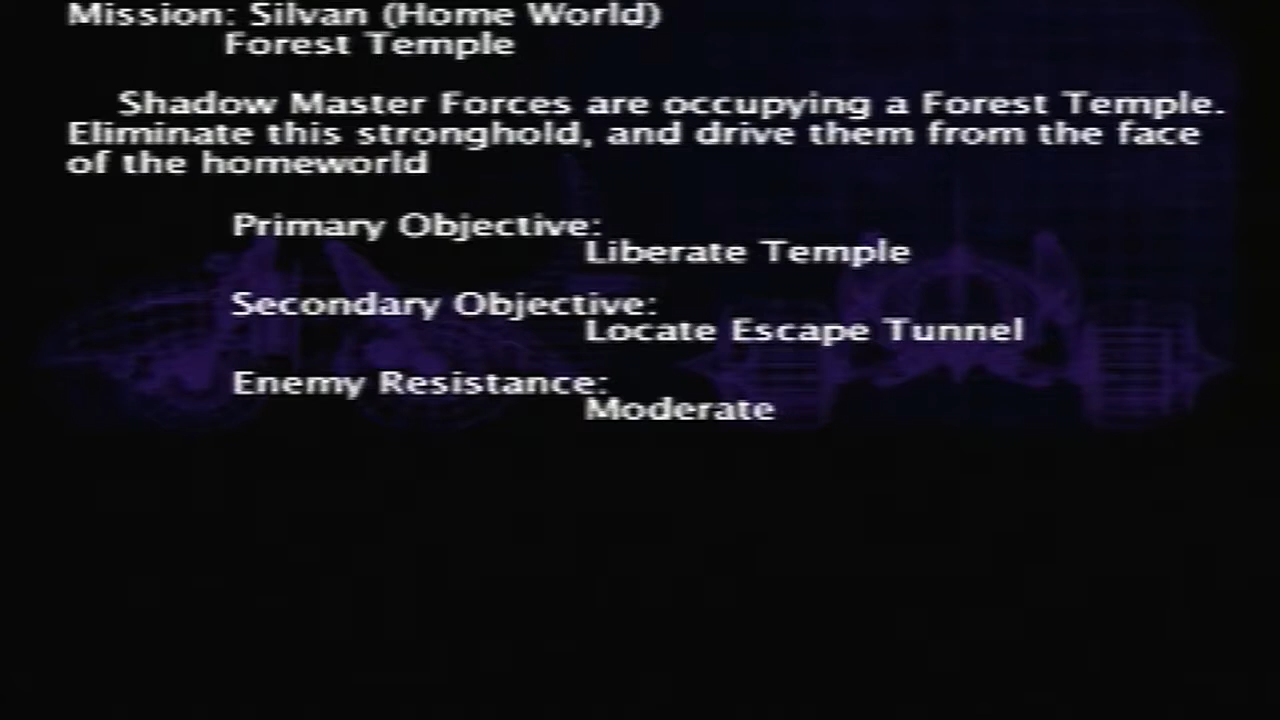 Mission: Silvan (Home World)
Forest Temple
Shadow Master Forces are occupying a Forest Temple.
Eliminate this stronghold, and drive them from the face
of the homeworld
Primary Objective:
Liberate Temple
Secondary Objective:
Locate Escape Tunnel
Enemy Resistance:
Moderate